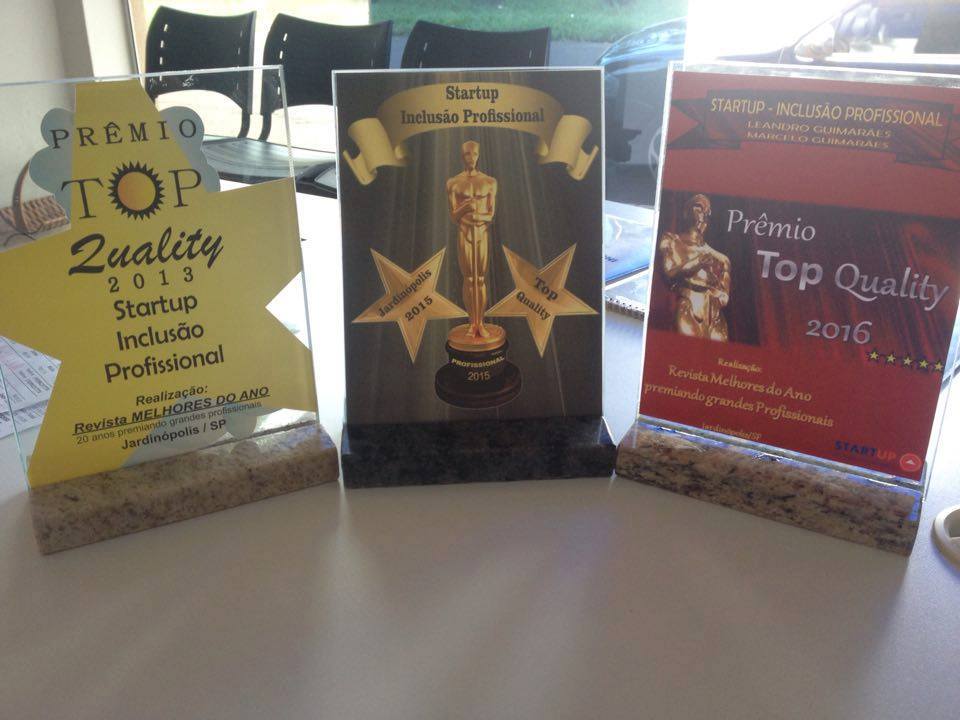 PRÊMIO
TOP
Quality
2013
Startup
Inclusão
Profissional
Realização:
Revista MELHORES DO ANO
20 anos premiando grandes profissionais
Jardinópolis / SP
Startup
Inclusão Profissional
Jardinópolis
2015
Top
Quality
PROFISSIONAL
2015
STARTUP - INCLUSÃO PROFISSIONAL
LEANDRO GUIMARÃES
MARCELO GUIMARÃES
Prêmio
Top Quality
2016
Realização:
Revista Melhores do Ano
premiando grandes Profissionais
jardinópolis/SP
STARTUP